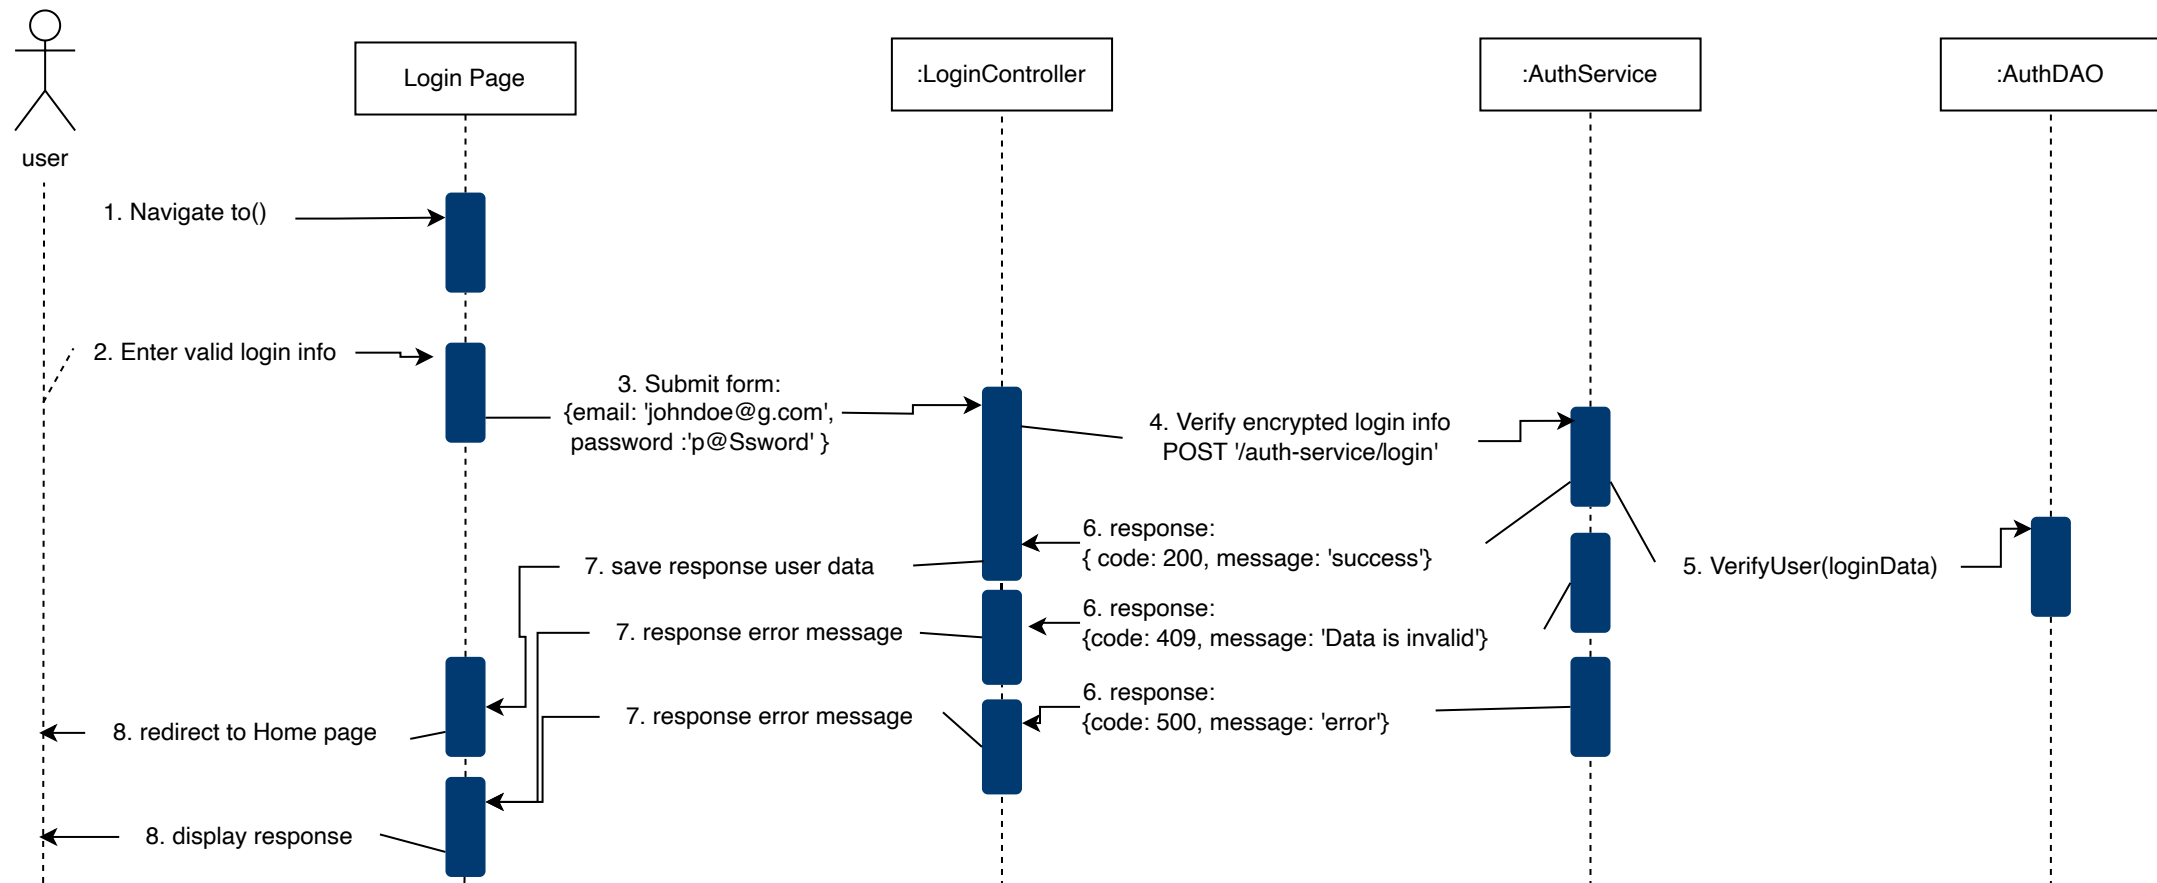 Login Page
:LoginController
:AuthService
:AuthDAO
user
1. Navigate to()
2. Enter valid login info
3. Submit form:
{email: 'johndoe@g.com',
password :'p@Ssword' }
4. Verify encrypted login info
POST '/auth-service/login'
5. VerifyUser(loginData)
6. response:
{ code: 200, message: 'success'}
7. save response user data
6. response:
{code: 409, message: 'Data is invalid'}
7. response error message
6. response:
{code: 500, message: 'error'}
7. response error message
8. redirect to Home page
8. display response